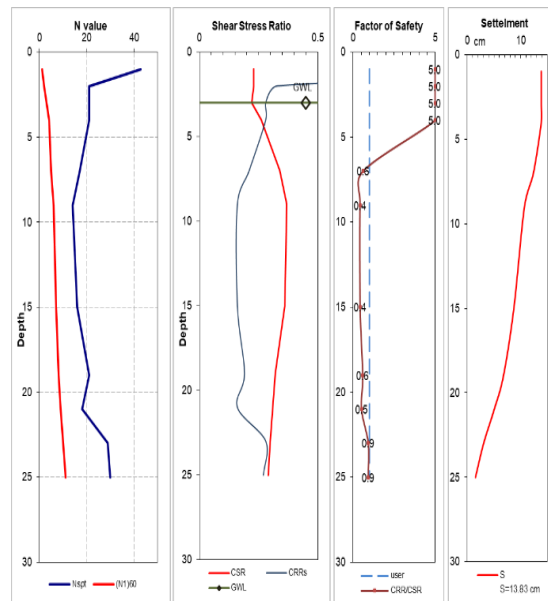 N value
0 20 40 60
0
5
10
15
20
25
30
Depth
Nspt (N1)60
Shear Stress Ratio
0 0.5
0
5
10
15
20
25
30
Depth
GWL
CSR CRRs
GWL
Factor of Safety
0 5
0
5
10
15
20
25
30
5.0
5.0
5.0
5.0
0.6
0.4
0.4
0.6
0.5
0.9
0.9
user
CRR/CSR
Settelment
0 cm 10
0
5
10
15
20
25
30
S
S=13.83 cm